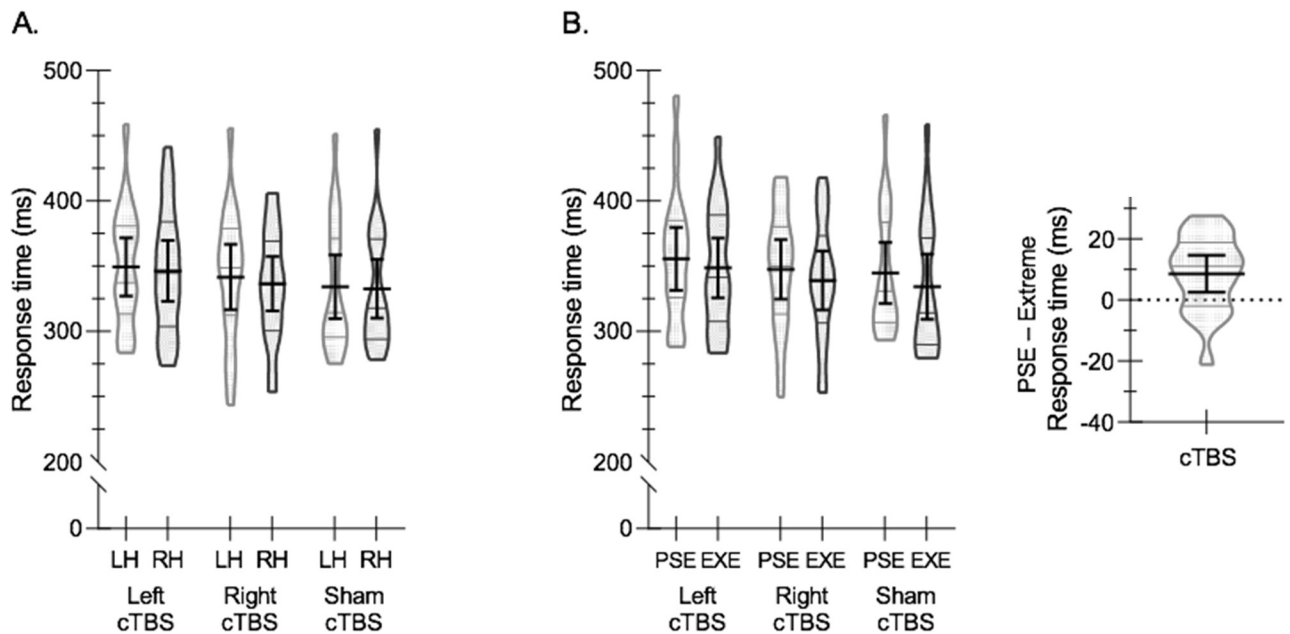 A.
Response time (ms)
500
400
300
200
0
LH RH LH RH LH RH
Left cTBS
Right cTBS
Sham cTBS
B.
Response time (ms)
500
400
300
200
0
PSE EXE PSE EXE PSE EXE
Left cTBS
Right cTBS
Sham cTBS
PSE – Extreme
Response time (ms)
20
0
-20
-40
cTBS